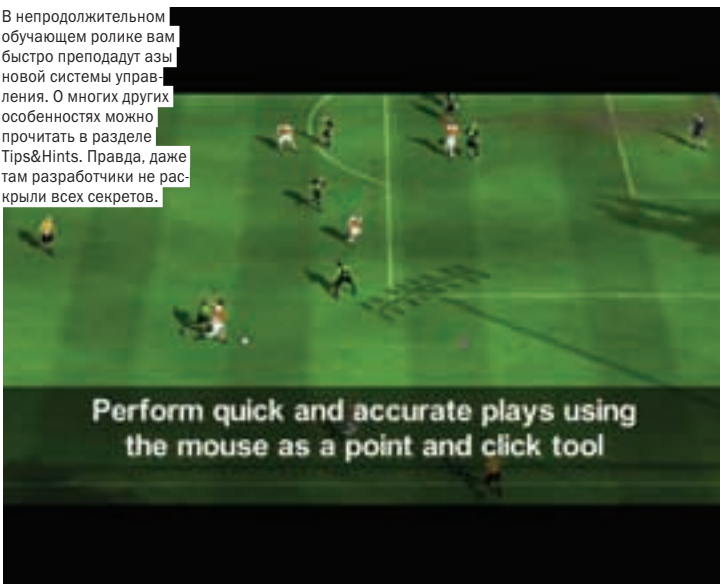 В непродолжительном
обучающем ролике вам
быстро преподадут азы
новой системы управ-
ления. О многих других
особенностях можно
прочитать в разделе
Tips&Hints. Правда, даже
там разработчики не рас-
крыли всех секретов.
Perform quick and accurate plays using
the mouse as a point and click tool